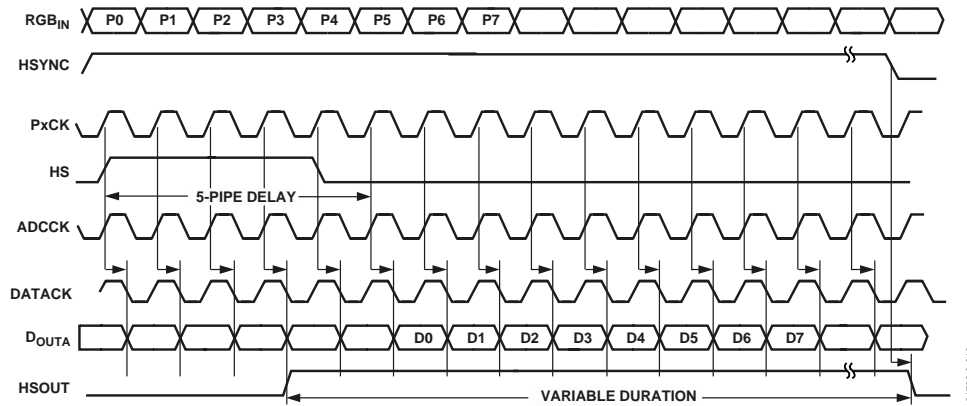 RGBIN P0 P1 P2 P3 P4 P5 P6 P7
HSYNC
PxCK
HS
5-PIPE DELAY
ADCCK
DATACK
DOUTA D0 D1 D2 D3 D4 D5 D6 D7
HSOUT
VARIABLE DURATION